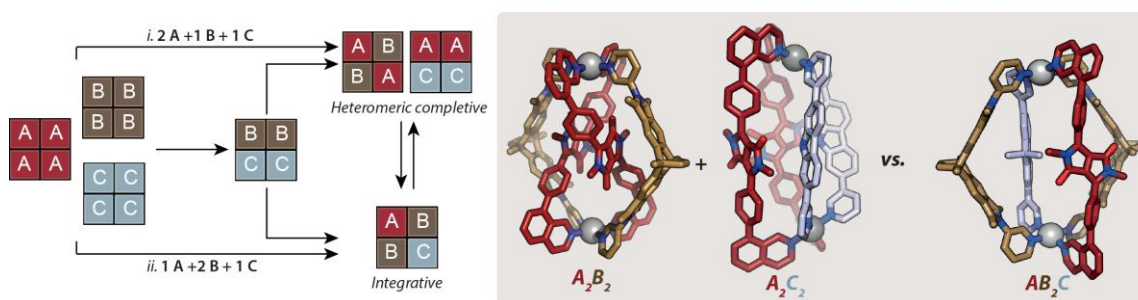 i. 2 A +1 B + 1 C
A B A A
B A C C
Heteromeric completive
B B
B B
A A
A A
B B
C C
C C
C C
A B
B C
Integrative
ii. 1 A +2 B + 1 C
+
vs.
A₂B₂
A₂C₂
AB₂C